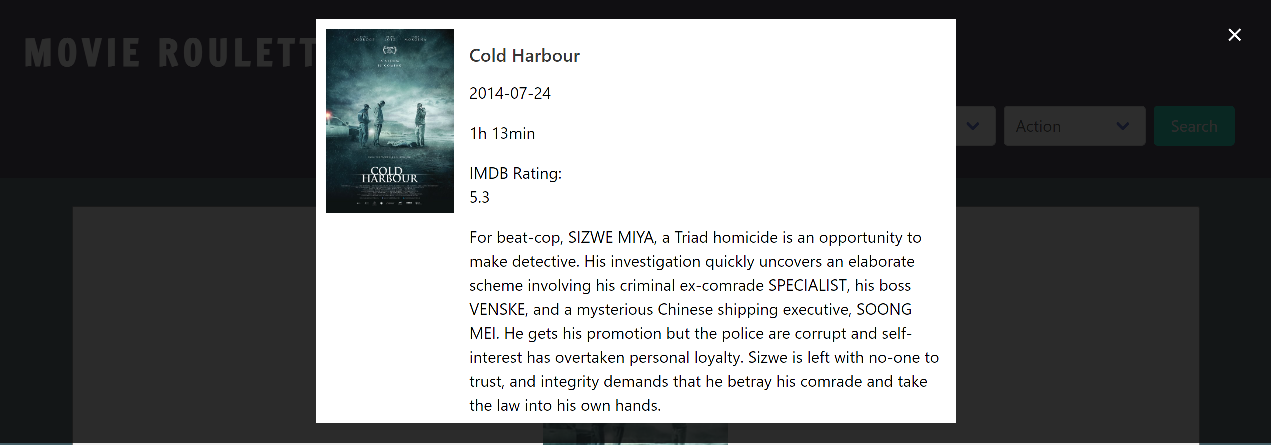 MOVIE ROULETT
Cold Harbour
2014-07-24
1h 13min
IMDB Rating:
5.3
Action
Search
For beat-cop, SIZWE MIYA, a Triad homicide is an opportunity to
make detective. His investigation quickly uncovers an elaborate
scheme involving his criminal ex-comrade SPECIALIST, his boss
VENSKE, and a mysterious Chinese shipping executive, SOONG
MEI. He gets his promotion but the police are corrupt and self-
interest has overtaken personal loyalty. Sizwe is left with no-one to
trust, and integrity demands that he betray his comrade and take
the law into his own hands.
COLD
HARBOUR